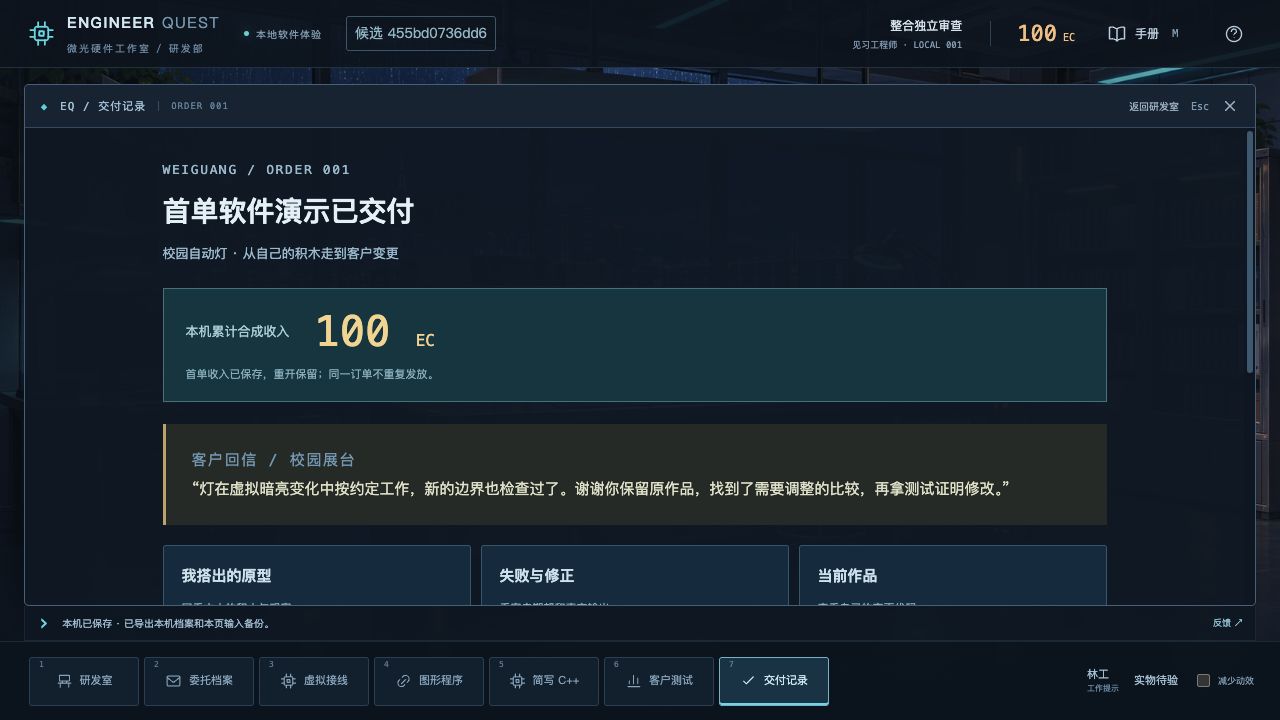 ENGINEER QUEST
微光硬件工作室 / 研发部
本地软件体验
候选 455bd0736dd6
整合独立审查
见习工程师 · LOCAL 001
100 EC
手册 M
EQ / 交付记录
ORDER 001
返回研发室 Esc
WEIGUANG / ORDER 001
首单软件演示已交付
校园自动灯 · 从自己的积木走到客户变更
本机累计合成收入 100 EC
首单收入已保存，重开保留；同一订单不重复发放。
客户回信 / 校园展台
“灯在虚拟暗亮变化中按约定工作，新的边界也检查过了。谢谢你保留原作品，找到了需要调整的比较，再拿测试证明修改。”
我搭出的原型
失败与修正
当前作品
本机已保存 · 已导出本机档案和本页输入备份。
反馈 ↗
1 研发室
2 委托档案
3 虚拟接线
4 图形程序
5 简写 C++
6 客户测试
7 交付记录
林工
工作提示
实物待验
减少动效